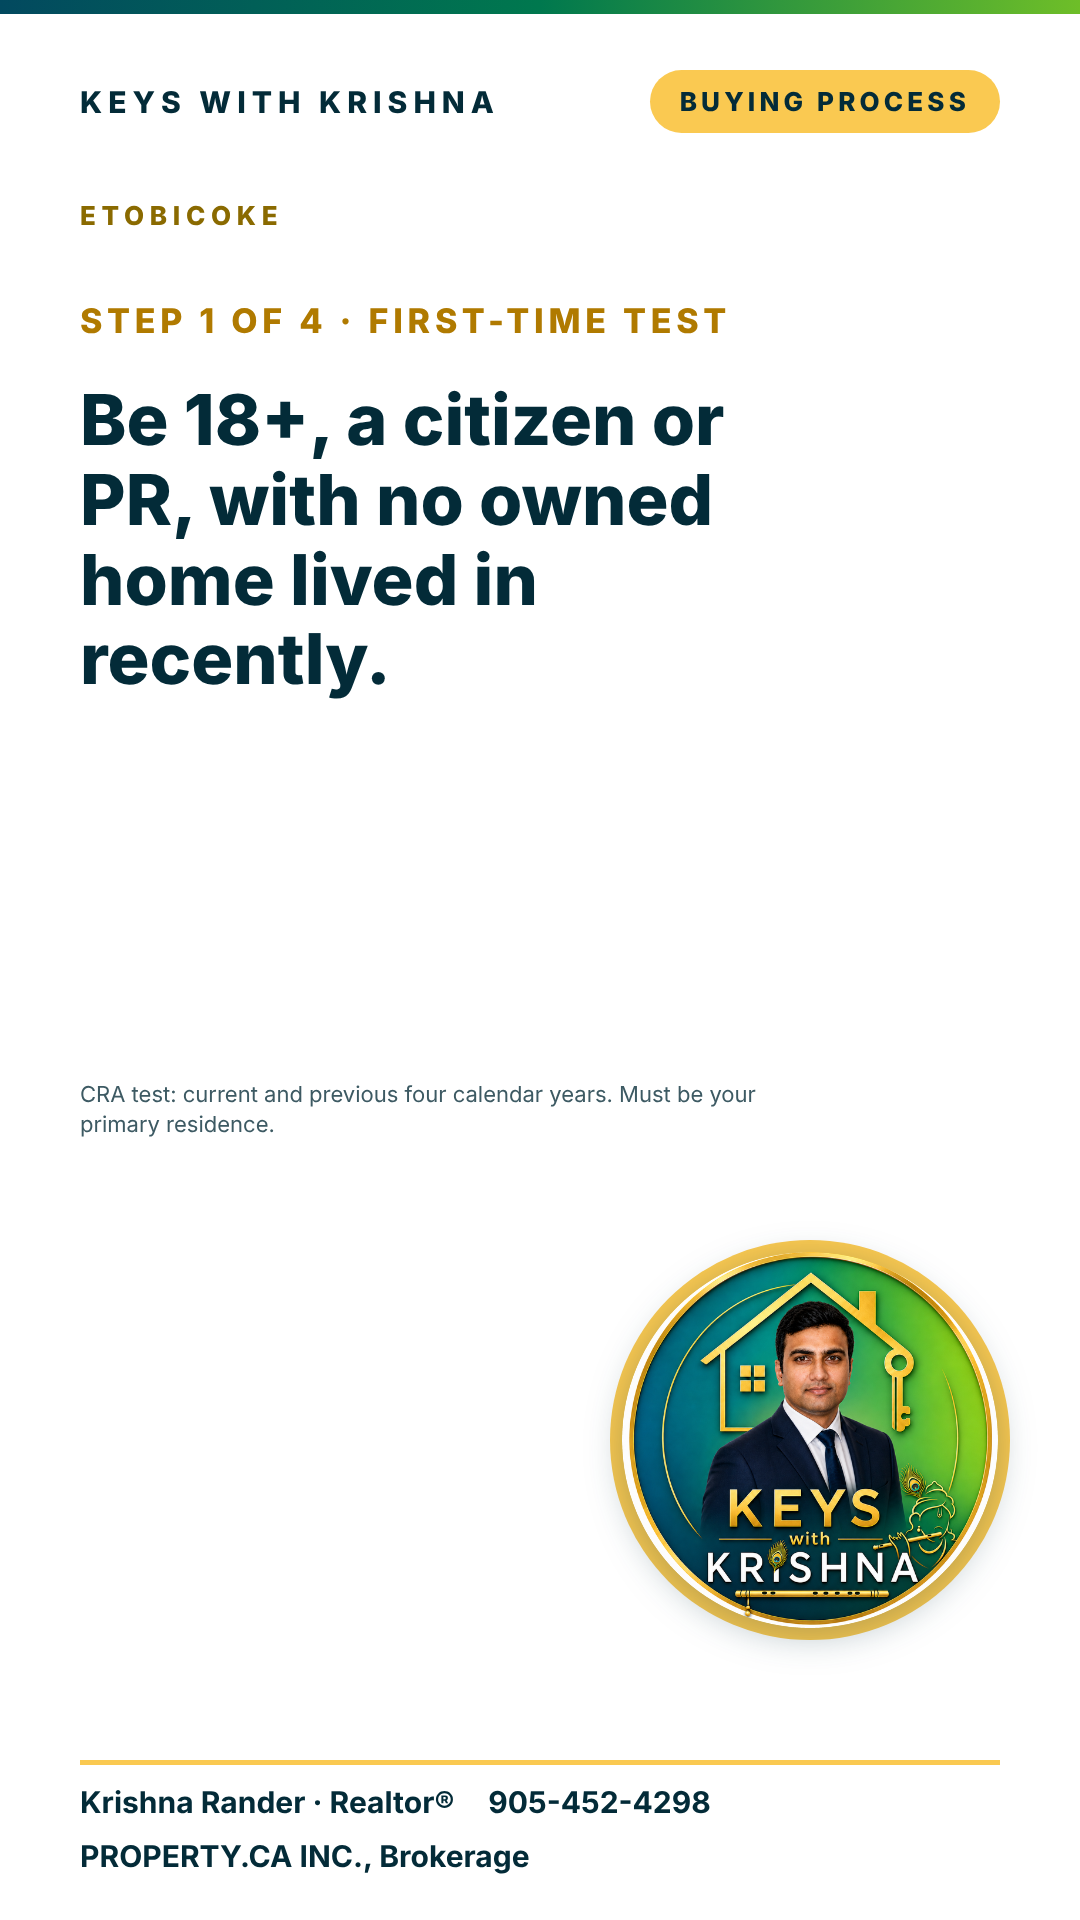 KEYS WITH KRISHNA
BUYING PROCESS
ETOBICOKE
STEP 1 OF 4 · FIRST-TIME TEST
Be 18+, a citizen or
PR, with no owned
home lived in
recently.
CRA test: current and previous four calendar years. Must be your
primary residence.
KEYS
with
KRISHNA
Krishna Rander · Realtor® 905-452-4298
PROPERTY.CA INC., Brokerage